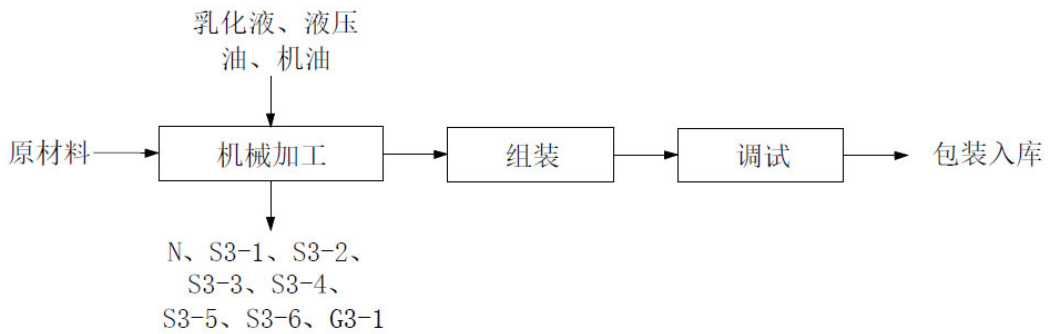 乳化液、液压
油、机油
原材料
机械加工
组装
调试
包装入库
N、S3-1、S3-2、
S3-3、S3-4、
S3-5、S3-6、G3-1